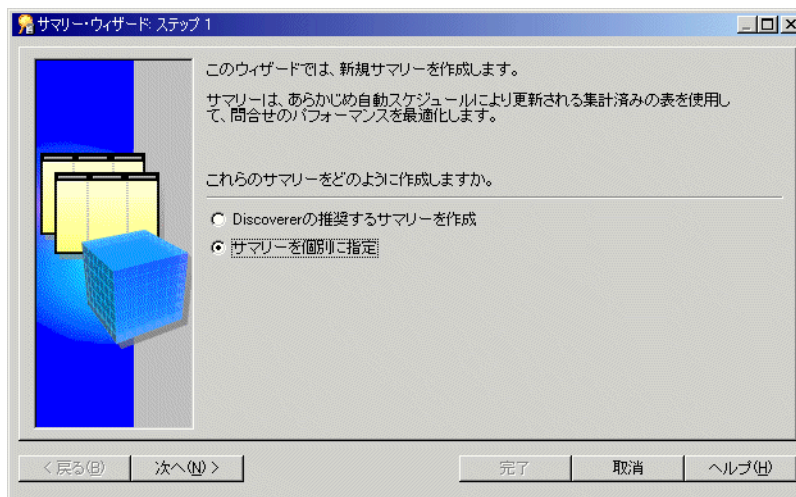 サマリー・ウィザード: ステップ 1
このウィザードでは、新規サマリーを作成します。
サマリーは、あらかじめ自動スケジュールにより更新される集計済みの表を使用し
て、問合せのパフォーマンスを最適化します。
これらのサマリーをどのように作成しますか。
Discovererの推奨するサマリーを作成
サマリーを個別に指定
< 戻る(B)
次へ(N) >
完了
取消
ヘルプ(H)